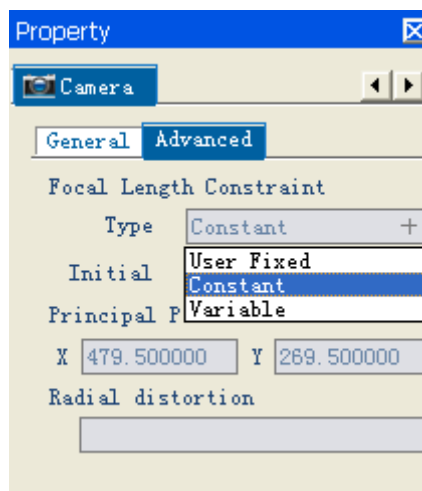 Property
Camera
General Advanced
Focal Length Constraint
Type Constant +
User Fixed
Initial
Constant
Principal P
Variable
X 479.500000 Y 269.500000
Radial distortion